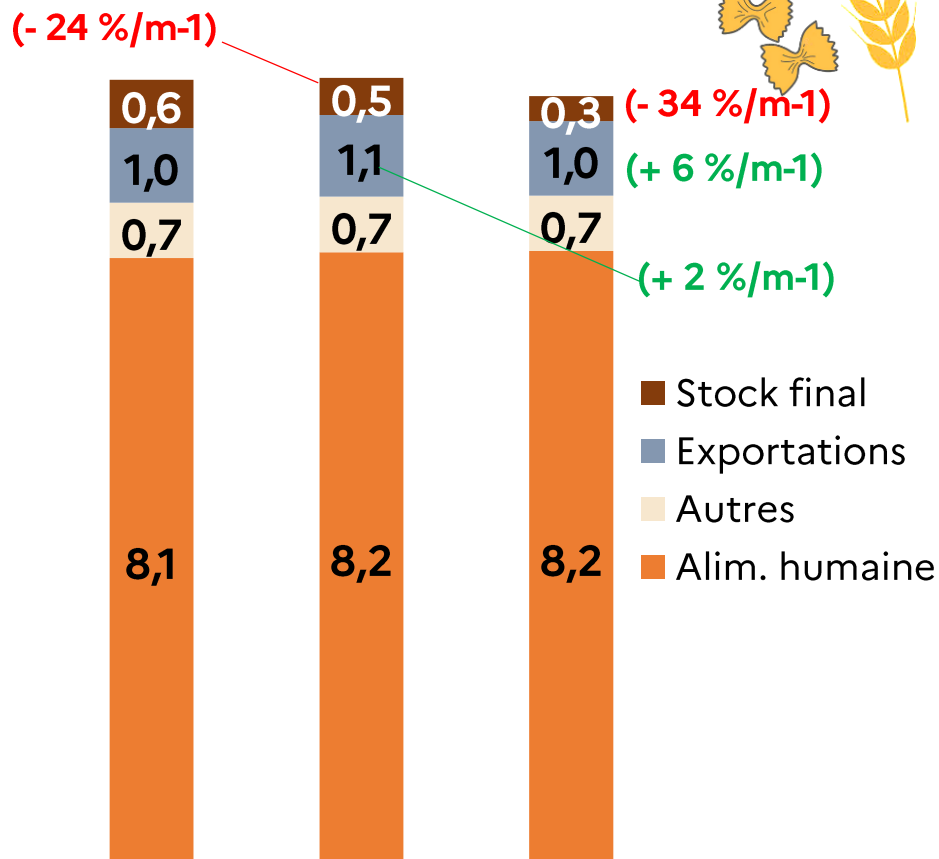 (- 24 %/m-1)
0,6
0,5
0,3
(- 34 %/m-1)
1,0
1,1
1,0
(+ 6 %/m-1)
0,7
0,7
0,7
(+ 2 %/m-1)
Stock final
Exportations
Autres
Alim. humaine
8,1
8,2
8,2